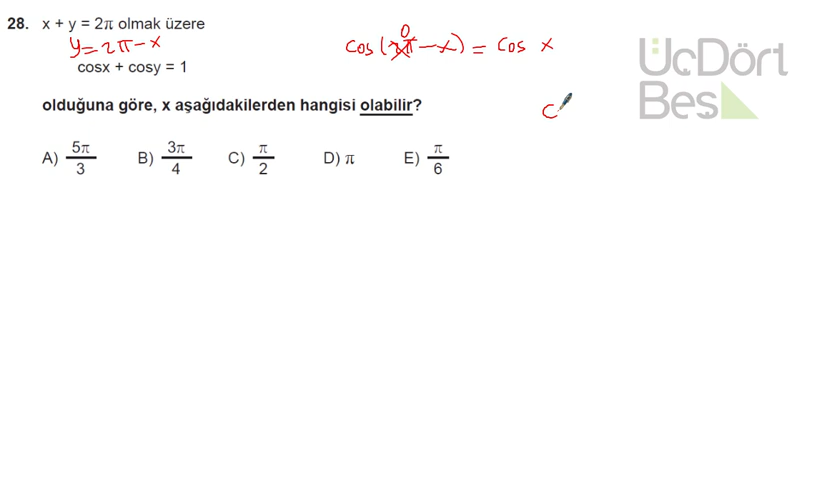 28. x + y = 2π olmak üzere
y = 2π - x
cos(2π - x) = cos x
0
cosx + cosy = 1
olduğuna göre, x aşağıdakilerden hangisi olabilir?
c
A) 5π/3 B) 3π/4 C) π/2 D) π E) π/6
ÜçDört
Beş